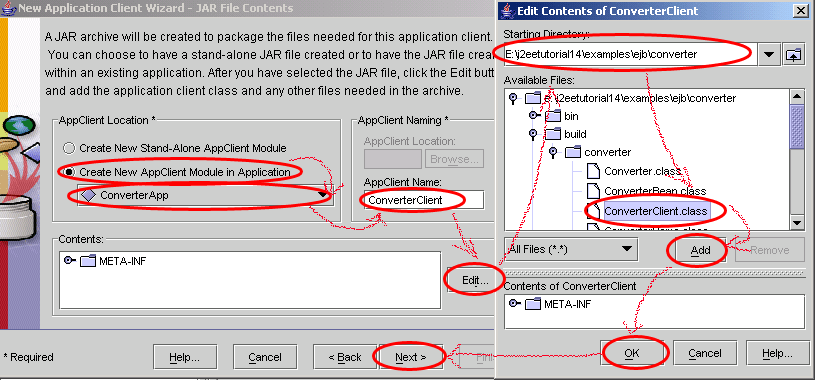 New Application Client Wizard - JAR File Contents
A JAR archive will be created to package the files needed for this application client.
You can choose to have a stand-alone JAR file created or to have the JAR file crea
within an existing application. After you have selected the JAR file, click the Edit butt
and add the application client class and any other files needed in the archive.
AppClient Location *
Create New Stand-Alone AppClient Module
Create New AppClient Module in Application
ConverterApp
AppClient Naming *
AppClient Location:
Browse...
AppClient Name:
ConverterClient
Contents:
META-INF
Edit...
* Required
Help...
Cancel
< Back
Next >
Fini
Edit Contents of ConverterClient
Starting Directory:
E:\j2eetutorial14\examples\ejb\converter
Available Files:
e:\j2eetutorial14\examples\ejb\converter
bin
build
converter
Converter.class
ConverterBean.class
ConverterClient.class
ConverterHome.class
All Files (*.*)
Add
Remove
Contents of ConverterClient
META-INF
OK
Cancel
Help...